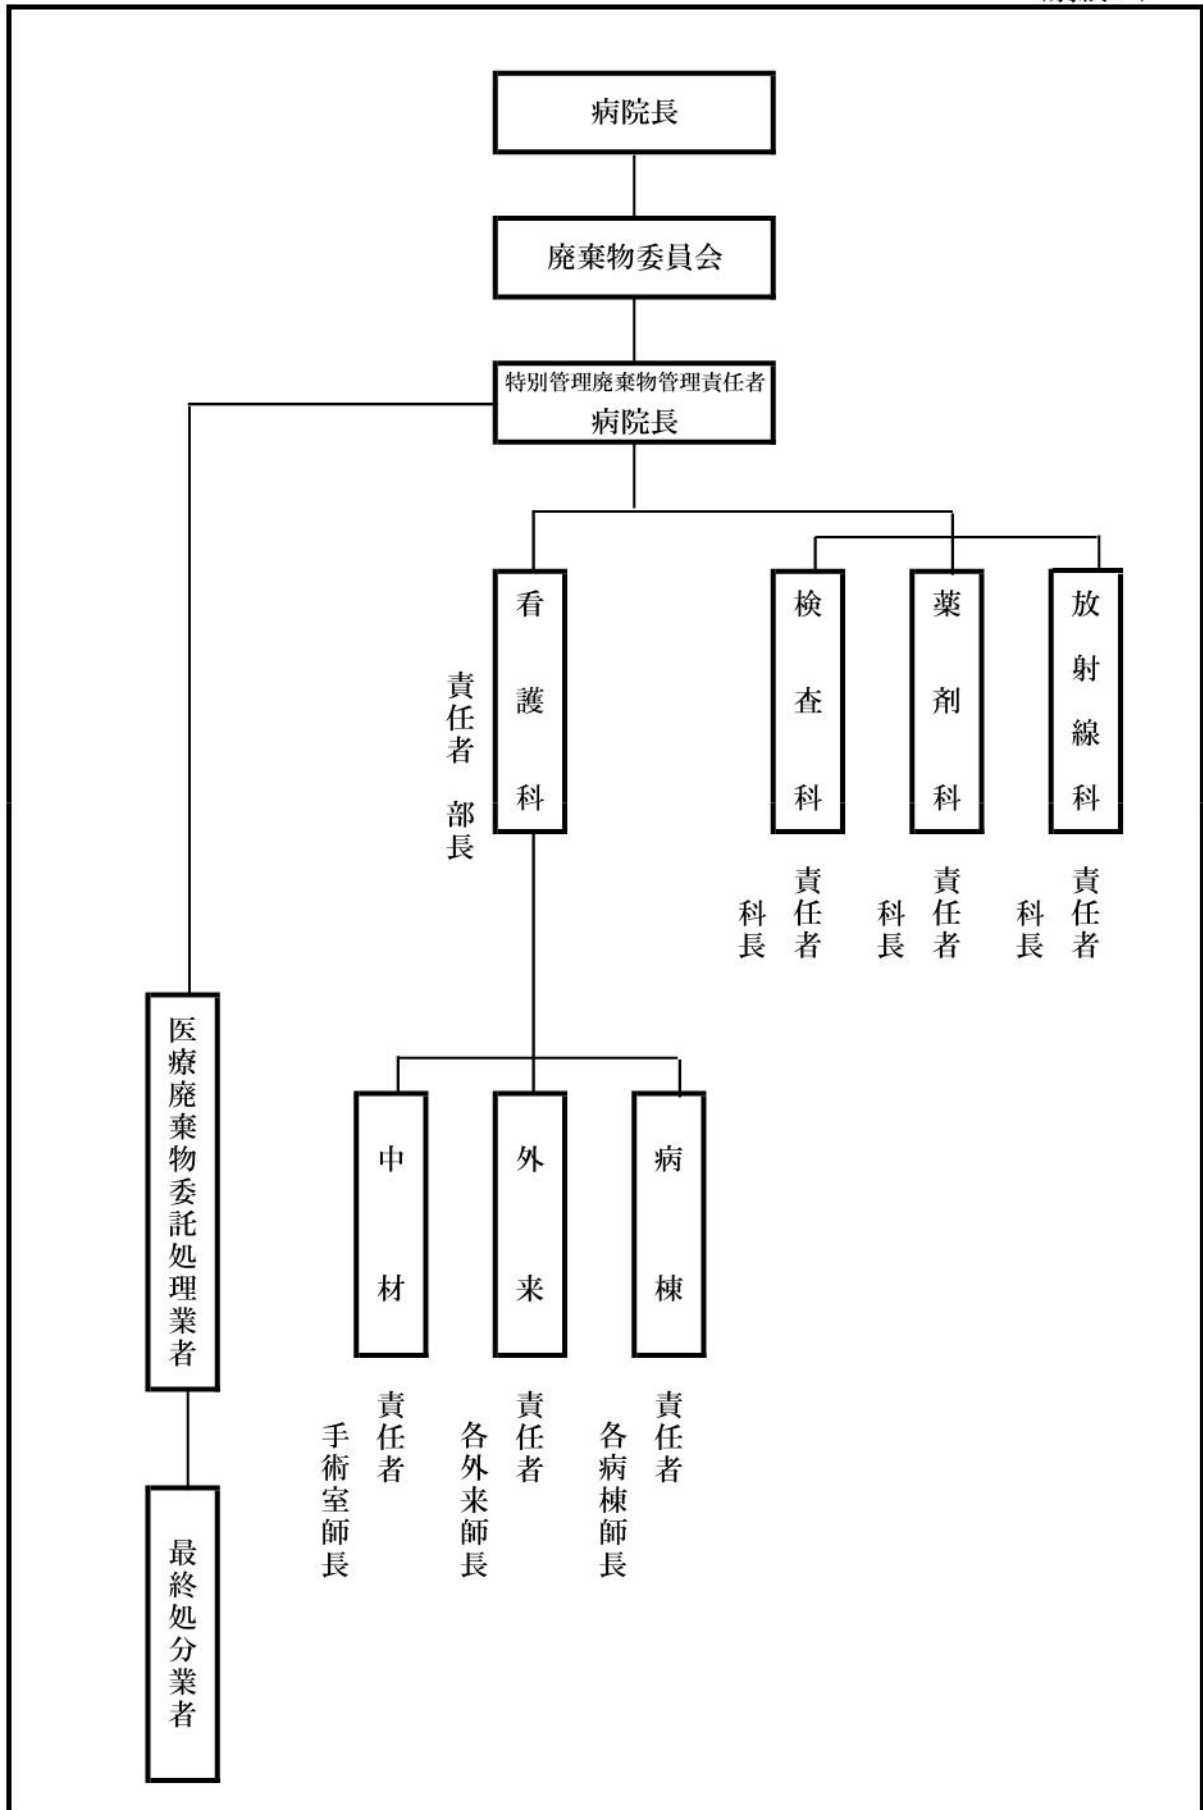 病院長
廃棄物委員会
特別管理廃棄物管理責任者
病院長
看護科
責任者 部長
検査科
責任者
科長
薬剤科
責任者
科長
放射線科
責任者
科長
中材
責任者
手術室師長
外来
責任者
各外来師長
病棟
責任者
各病棟師長
医療廃棄物委託処理業者
最終処分業者